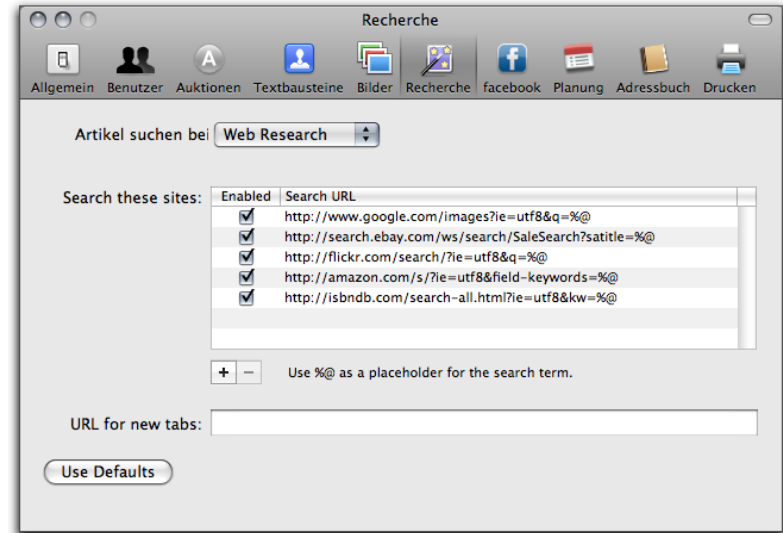 Recherche
Allgemein Benutzer Auktionen Textbausteine Bilder Recherche facebook Planung Adressbuch Drucken
Artikel suchen bei Web Research
Search these sites: Enabled Search URL
http://www.google.com/images?ie=utf8&q=%@
http://search.ebay.com/ws/search/SaleSearch?satitle=%@
http://flickr.com/search/?ie=utf8&q=%@
http://amazon.com/s/?ie=utf8&field-keywords=%@
http://isbndb.com/search-all.html?ie=utf8&kw=%@
+ − Use %@ as a placeholder for the search term.
URL for new tabs:
Use Defaults